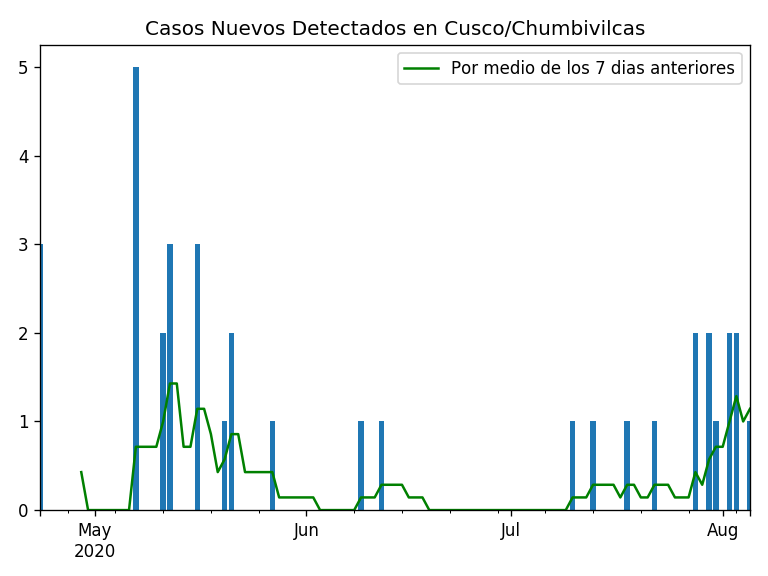 Casos Nuevos Detectados en Cusco/Chumbivilcas
Por medio de los 7 dias anteriores
5
4
3
2
1
0
May
2020
Jun
Jul
Aug